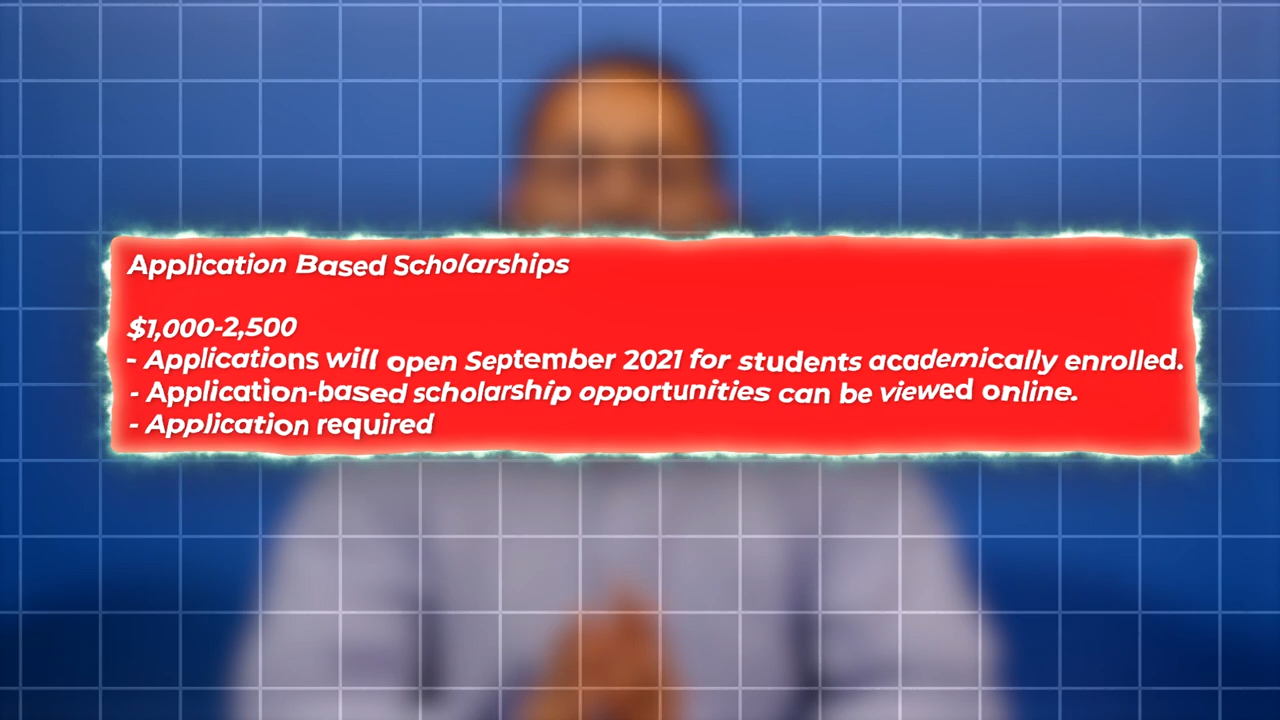 Application Based Scholarships
$1,000-2,500
- Applications will open September 2021 for students academically enrolled.
- Application-based scholarship opportunities can be viewed online.
- Application required